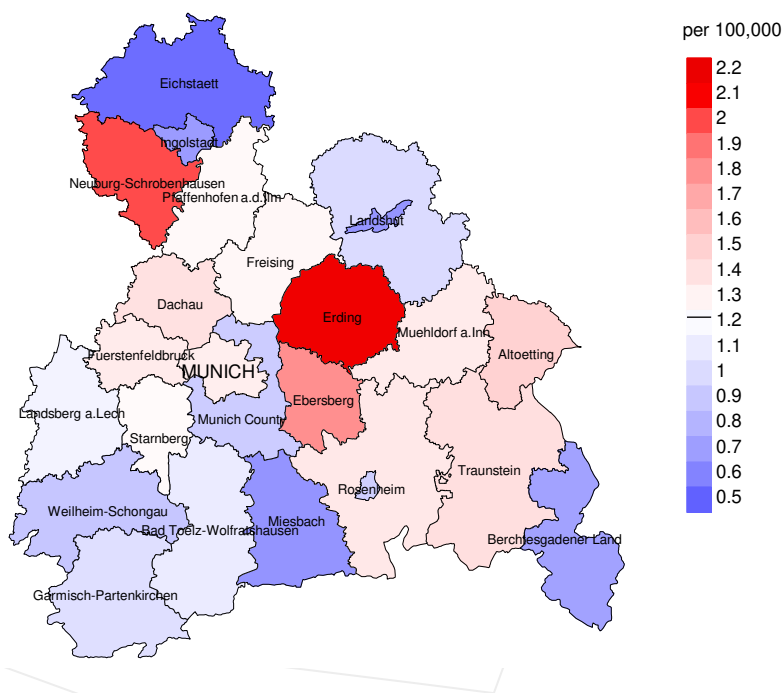 per 100,000
2.2
2.1
2
1.9
1.8
1.7
1.6
1.5
1.4
1.3
1.2
1.1
1
0.9
0.8
0.7
0.6
0.5
Eichstaett
Ingolstadt
Neuburg-Schrobenhausen
Pfaffenhofen a.d.Ilm
Landshut
Freising
Dachau
Erding
Muehldorf a.Inn
Altoetting
Fuerstenfeldbruck
MUNICH
Ebersberg
Landsberg a.Lech
Munich County
Starnberg
Traunstein
Rosenheim
Weilheim-Schongau
Miesbach
Bad Toelz-Wolfratshausen
Berchtesgadener Land
Garmisch-Partenkirchen